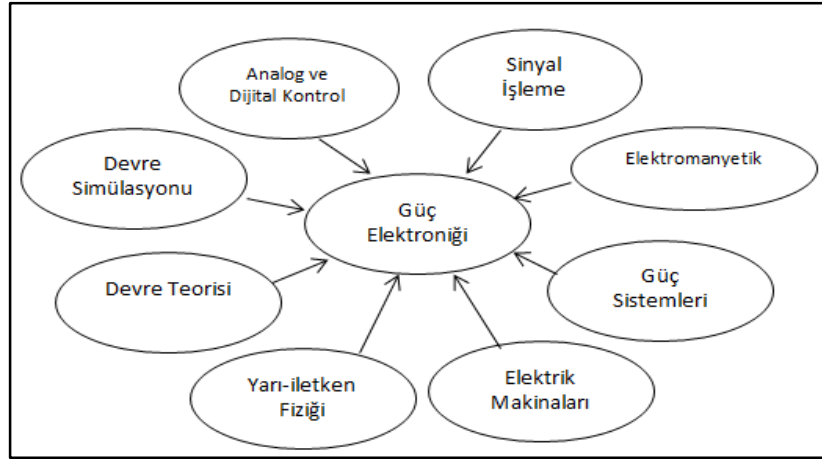 Analog ve
Dijital Kontrol
Sinyal
İşleme
Devre
Simülasyonu
Elektromanyetik
Güç
Elektroniği
Devre Teorisi
Güç
Sistemleri
Yarı-iletken
Fiziği
Elektrik
Makinaları